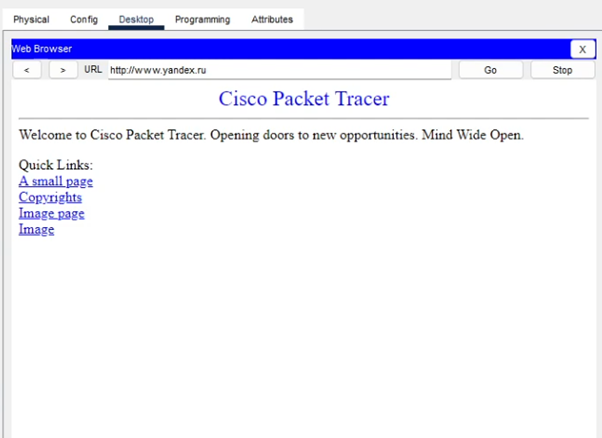 Physical Config Desktop Programming Attributes
Web Browser X
< > URL http://www.yandex.ru Go Stop
Cisco Packet Tracer
Welcome to Cisco Packet Tracer. Opening doors to new opportunities. Mind Wide Open.
Quick Links:
A small page
Copyrights
Image page
Image